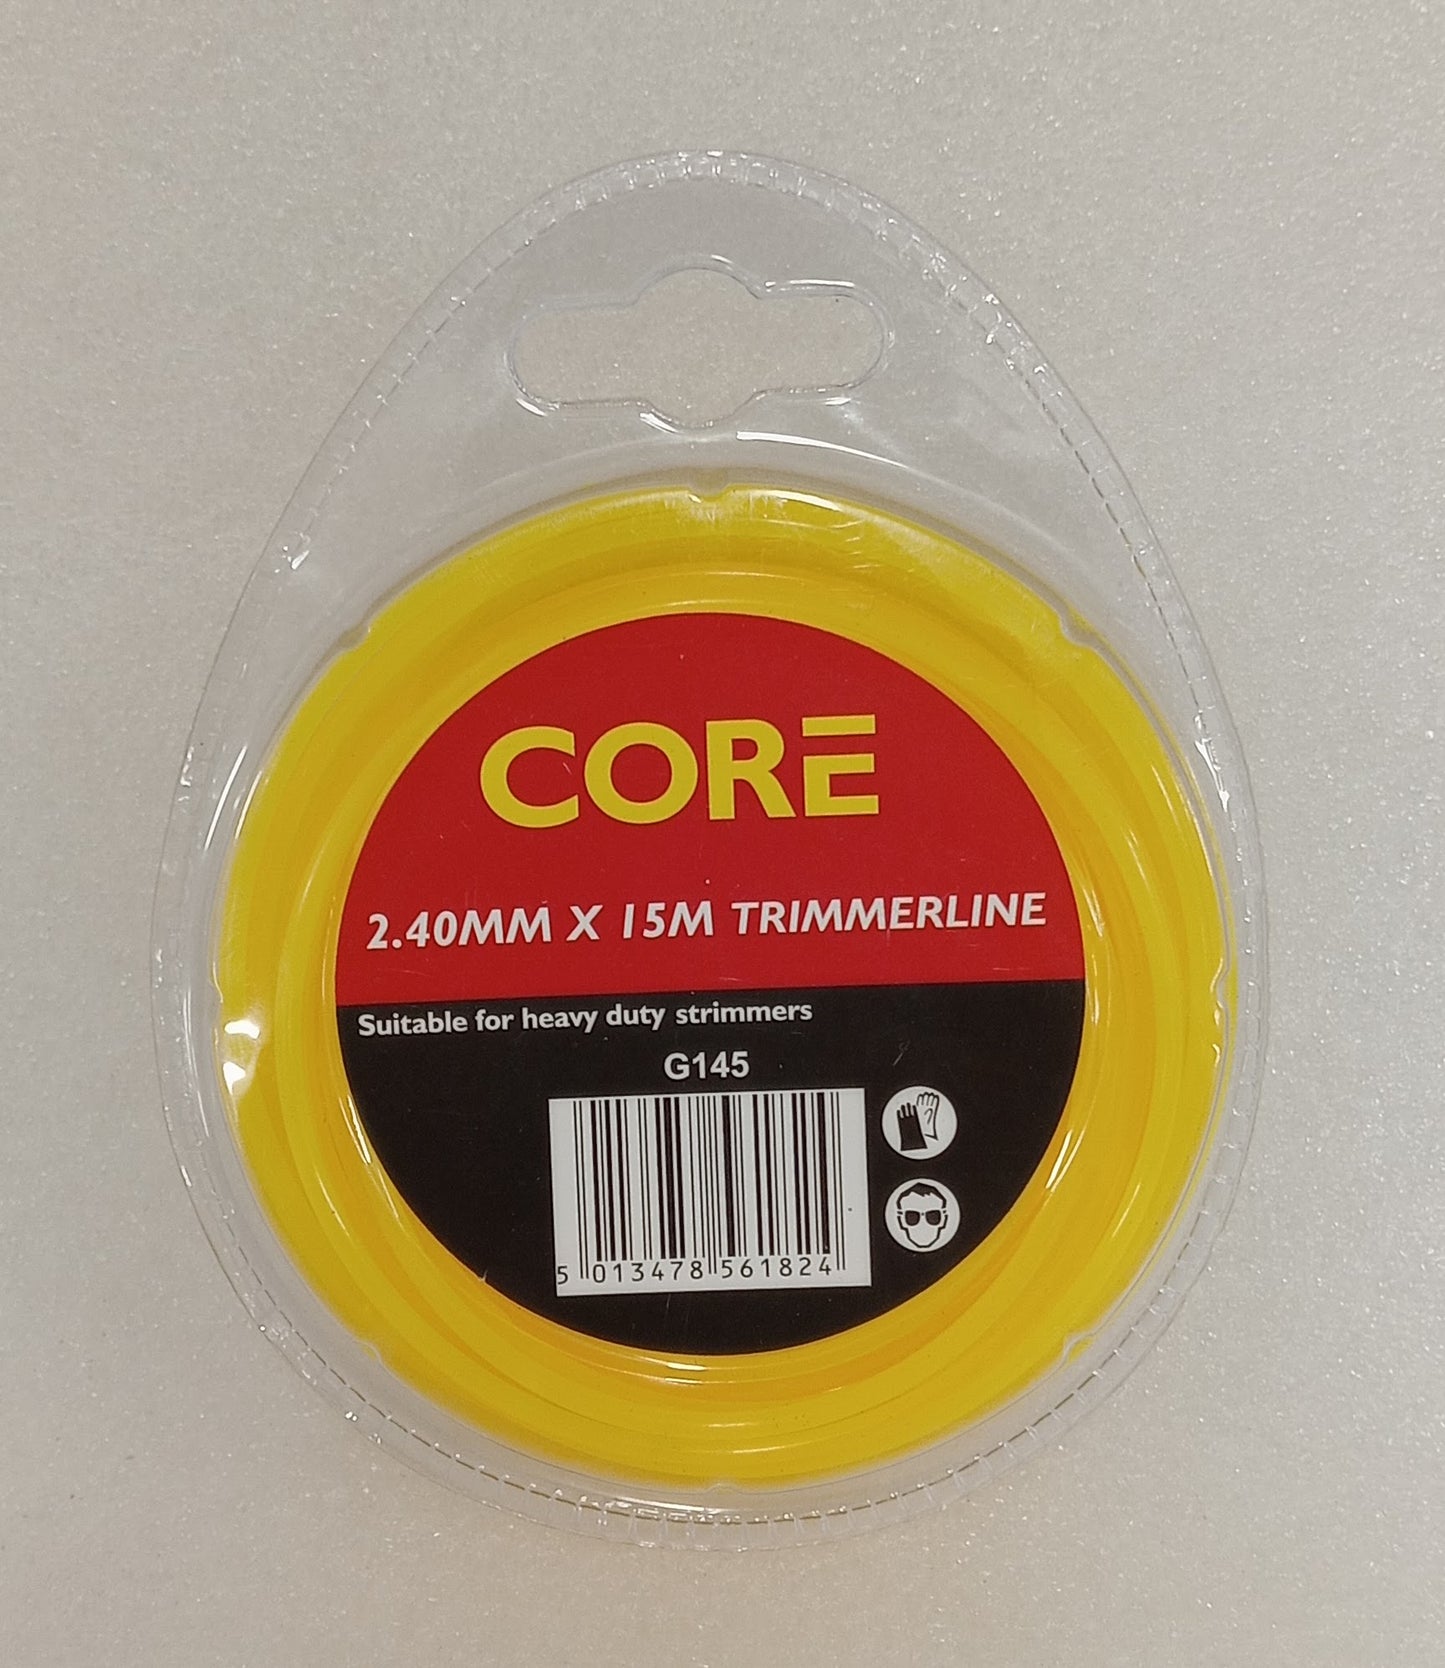 CORE
2.40MM X 15M TRIMMERLINE
Suitable for heavy duty strimmers
G145
5 013478 561824